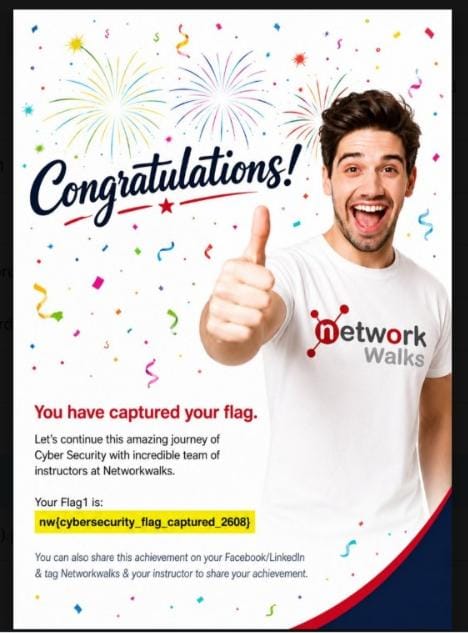 Congratulations!
network
Walks
You have captured your flag.
Let's continue this amazing journey of
Cyber Security with incredible team of
instructors at Networkwalks.
Your Flag1 is:
nw{cybersecurity_flag_captured_2608}
You can also share this achievement on your Facebook/LinkedIn
& tag Networkwalks & your instructor to share your achievement.